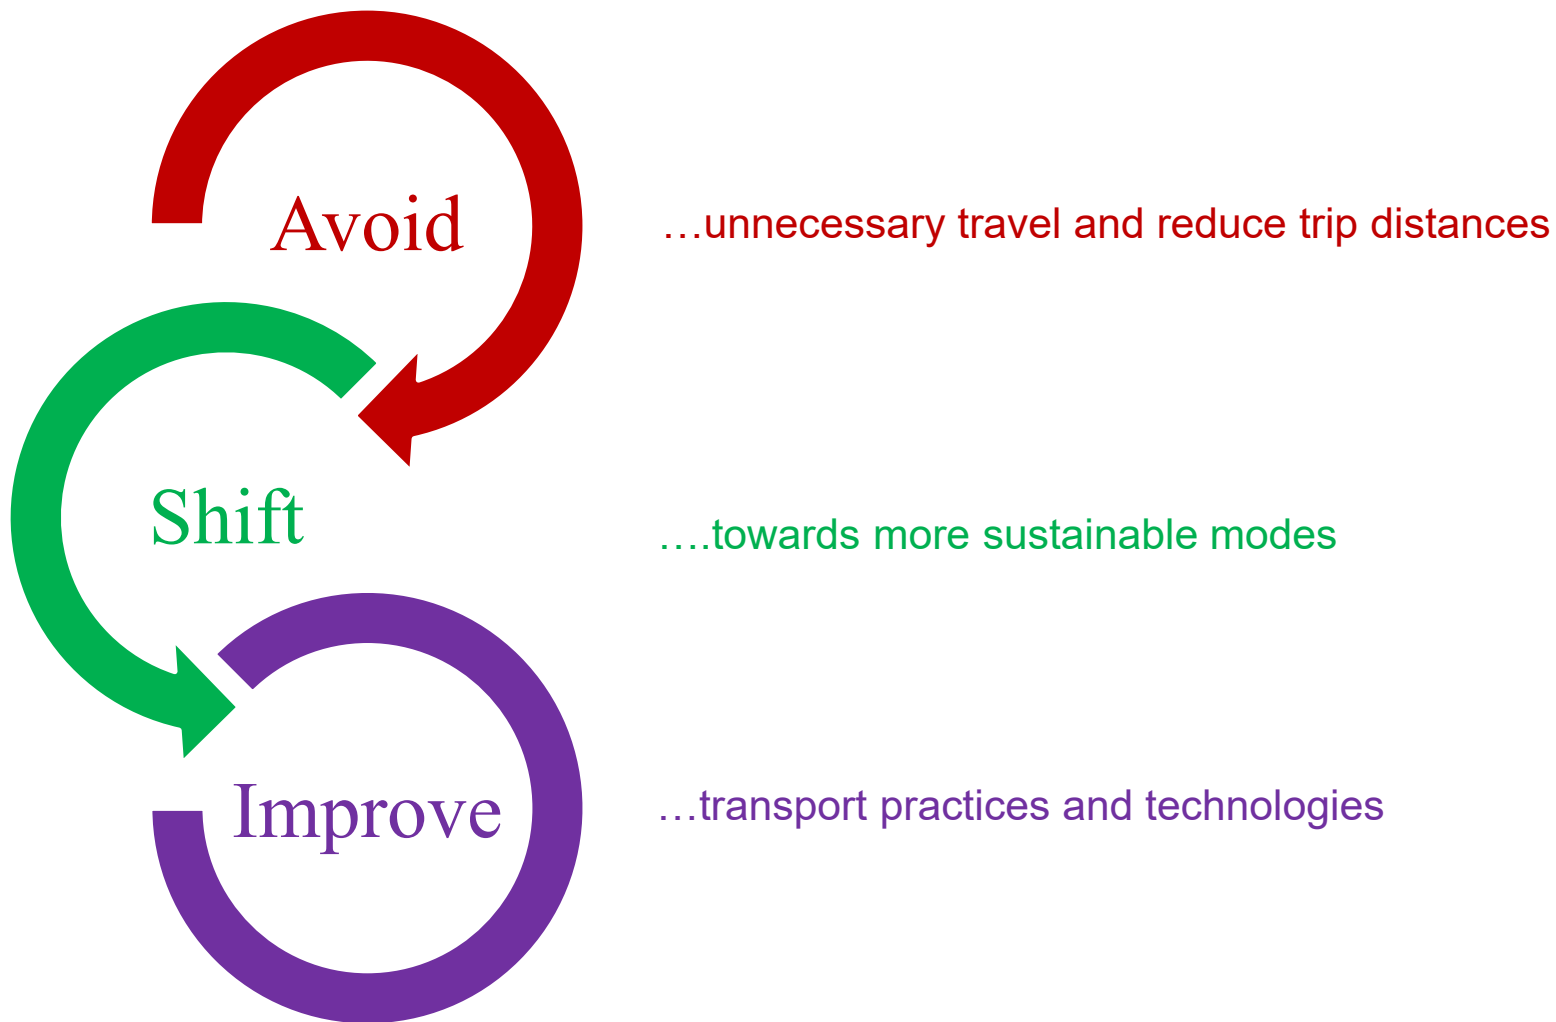 Avoid
…unnecessary travel and reduce trip distances
Shift
….towards more sustainable modes
Improve
…transport practices and technologies